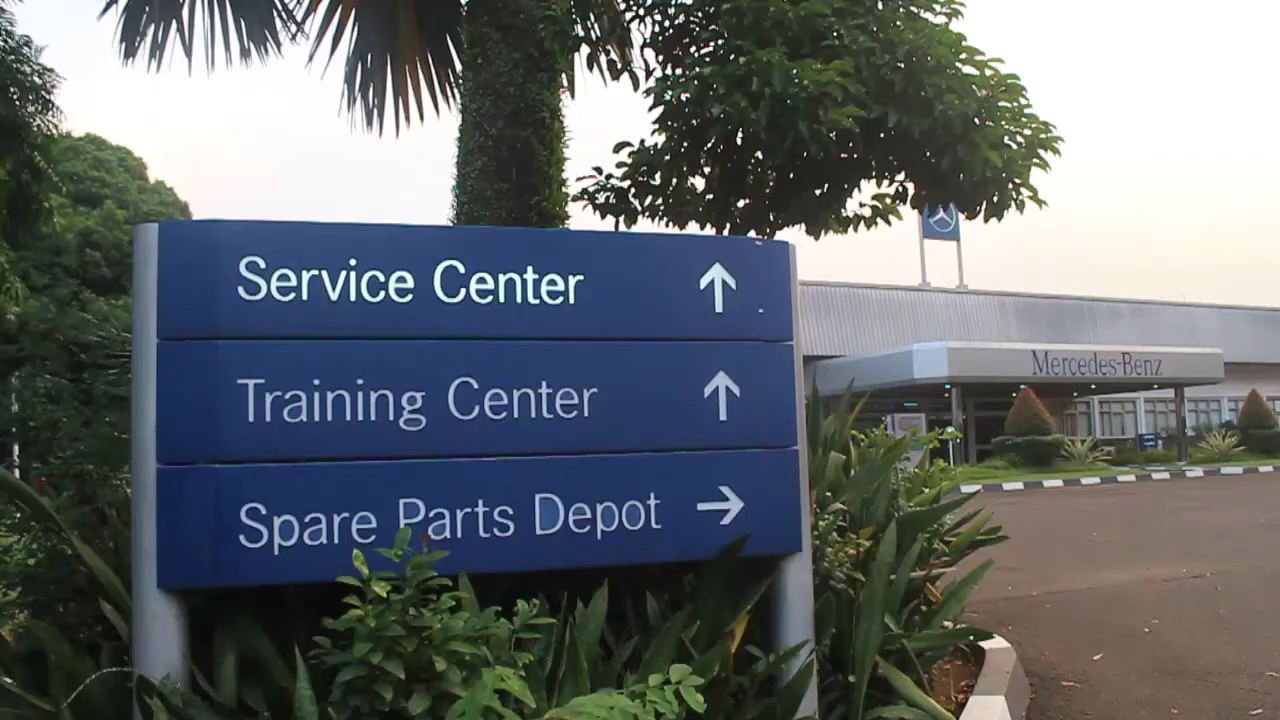 Service Center ↑
Training Center ↑
Spare Parts Depot →
Mercedes-Benz